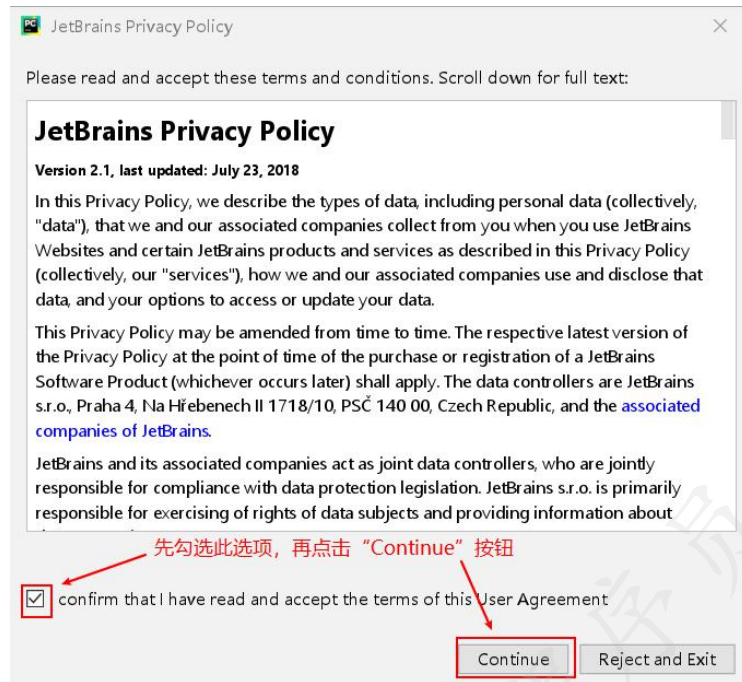 PC JetBrains Privacy Policy
Please read and accept these terms and conditions. Scroll down for full text:
JetBrains Privacy Policy
Version 2.1, last updated: July 23, 2018
In this Privacy Policy, we describe the types of data, including personal data (collectively,
"data"), that we and our associated companies collect from you when you use JetBrains
Websites and certain JetBrains products and services as described in this Privacy Policy
(collectively, our "services"), how we and our associated companies use and disclose that
data, and your options to access or update your data.
This Privacy Policy may be amended from time to time. The respective latest version of
the Privacy Policy at the point of time of the purchase or registration of a JetBrains
Software Product (whichever occurs later) shall apply. The data controllers are JetBrains
s.r.o., Praha 4, Na Hřebenech II 1718/10, PSČ 140 00, Czech Republic, and the associated
companies of JetBrains.
JetBrains and its associated companies act as joint data controllers, who are jointly
responsible for compliance with data protection legislation. JetBrains s.r.o. is primarily
responsible for exercising of rights of data subjects and providing information about
先勾选此选项，再点击“Continue”按钮
confirm that I have read and accept the terms of this User Agreement
Continue
Reject and Exit